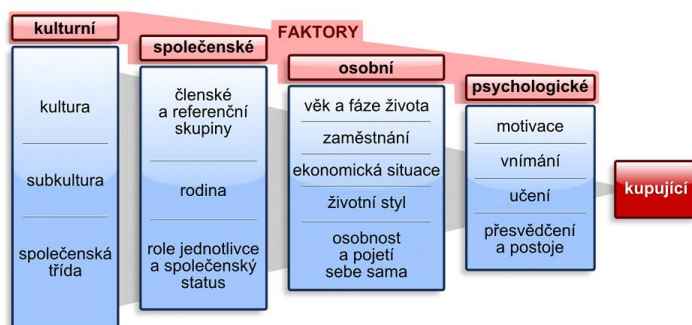 FAKTORY
kulturní
kultura
subkultura
společenská
třída
společenské
členské
a referenční
skupiny
rodina
role jednotlivce
a společenský
status
osobní
věk a fáze života
zaměstnání
ekonomická situace
životní styl
osobnost
a pojetí
sebe sama
psychologické
motivace
vnímání
učení
přesvědčení
a postoje
kupující